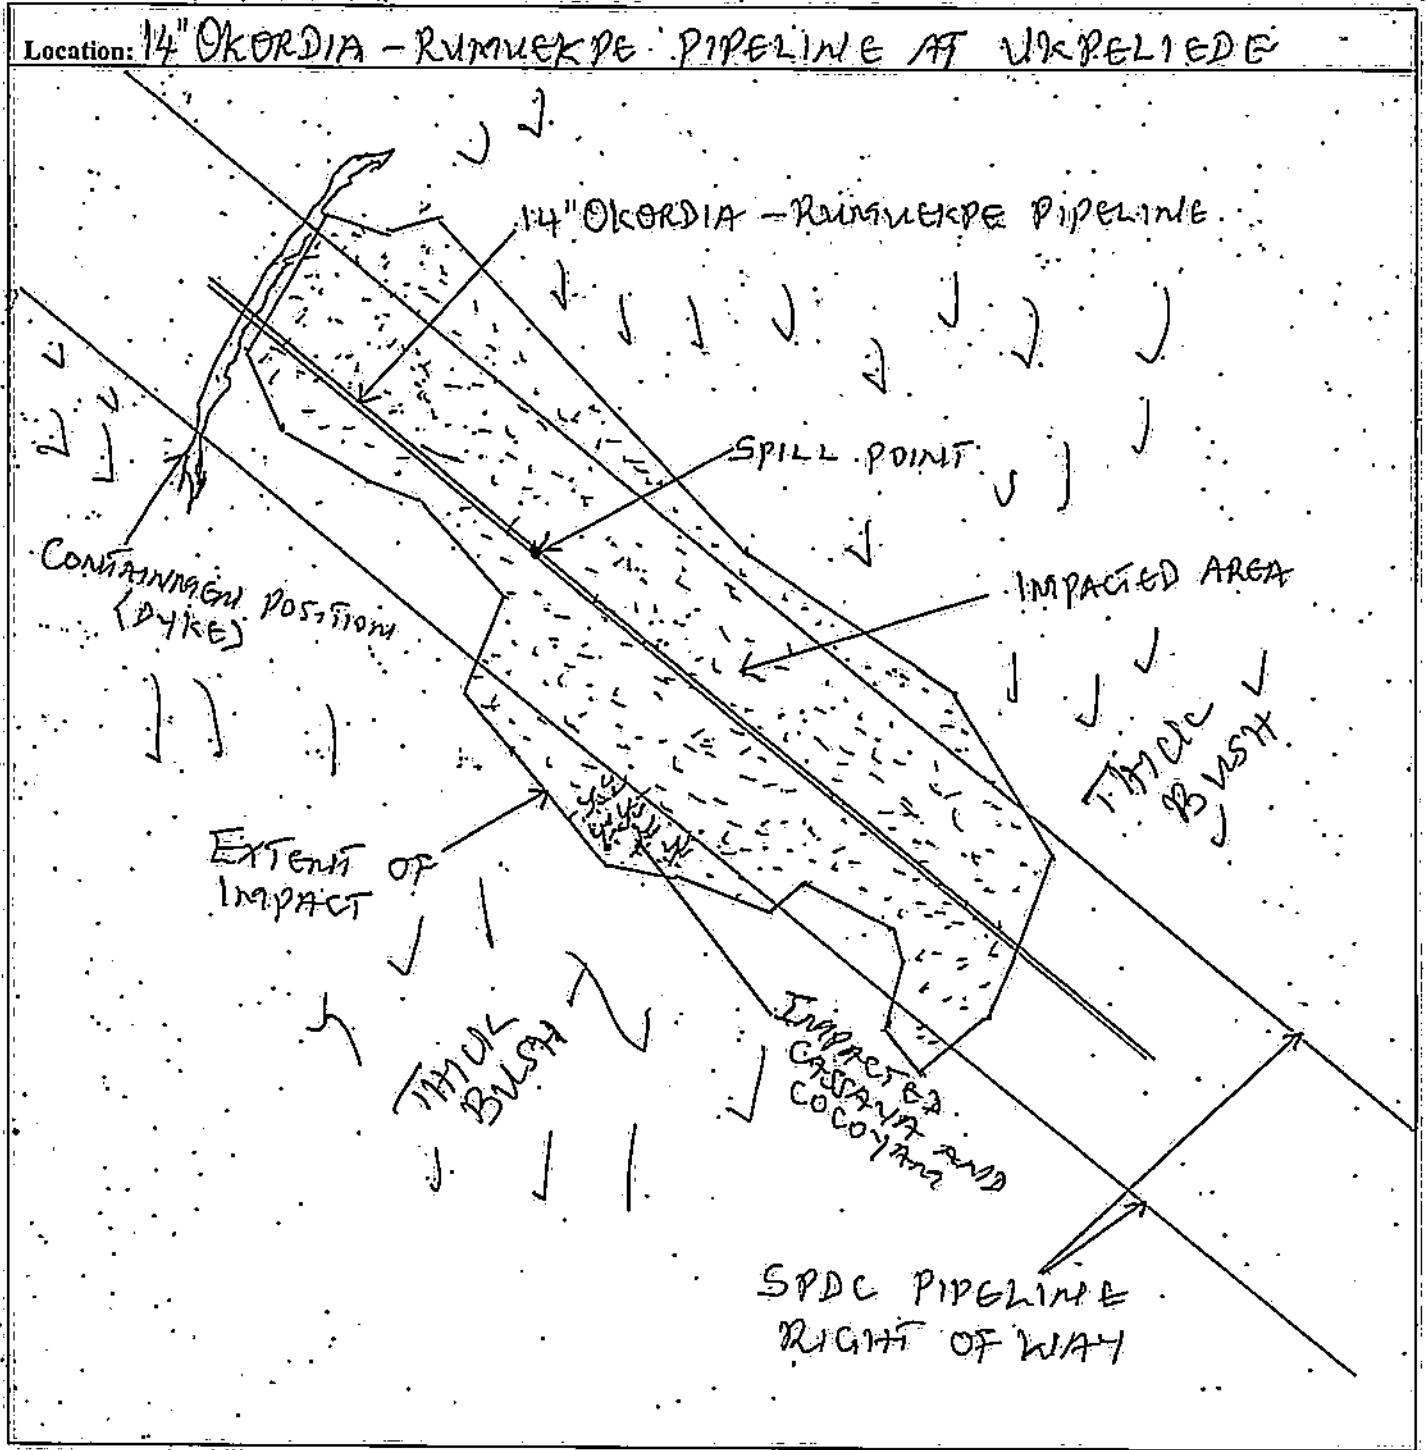 Location: 14" OKORDIA - RUMUEKPE PIPELINE AT UKPELIEDE
14" OKORDIA - RUMUEKPE PIPELINE
SPILL POINT
CONTAINMEN POSITION
(DYKE)
IMPACTED AREA
THICK
BUSH
EXTENT OF
IMPACT
THICK
BUSH
IMPACTED
CASSAVA AND
COCOYAM
SPDC PIPELINE
RIGHT OF WAY